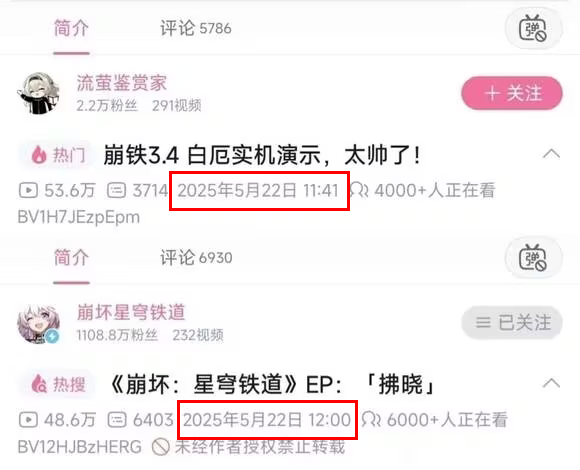 简介 评论 5786 弹
流萤鉴赏家
2.2万粉丝 291视频
+ 关注
热门 崩铁3.4 白厄实机演示，太帅了！
53.6万 3714 2025年5月22日 11:41 4000+人正在看
BV1H7JEzpEpm
简介 评论 6930 弹
崩坏星穹铁道
1108.8万粉丝 232视频
已关注
热搜 《崩坏：星穹铁道》EP：「拂晓」
48.6万 6403 2025年5月22日 12:00 6000+人正在看
BV12HJBzHERG 未经作者授权禁止转载